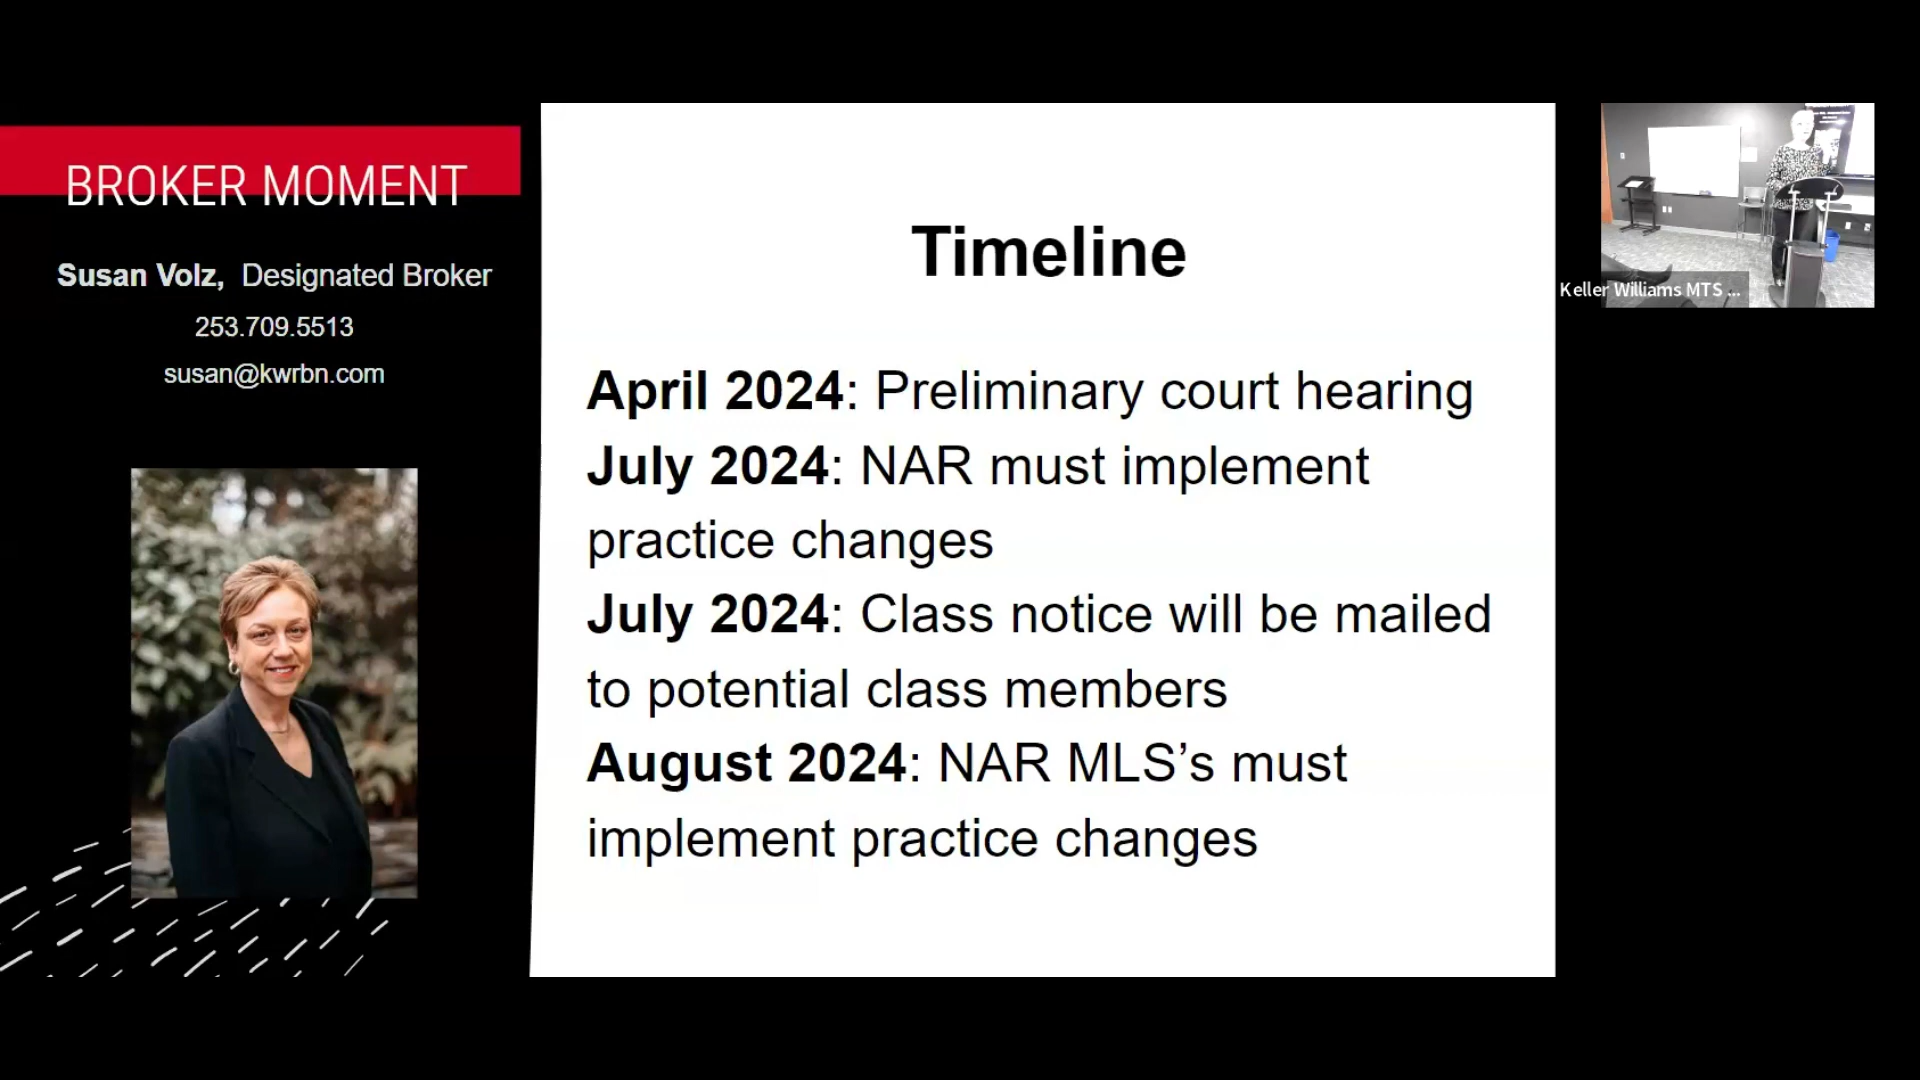 BROKER MOMENT
Susan Volz, Designated Broker
253.709.5513
susan@kwrbn.com
Timeline
April 2024: Preliminary court hearing
July 2024: NAR must implement
practice changes
July 2024: Class notice will be mailed
to potential class members
August 2024: NAR MLS’s must
implement practice changes
Keller Williams MTS ...